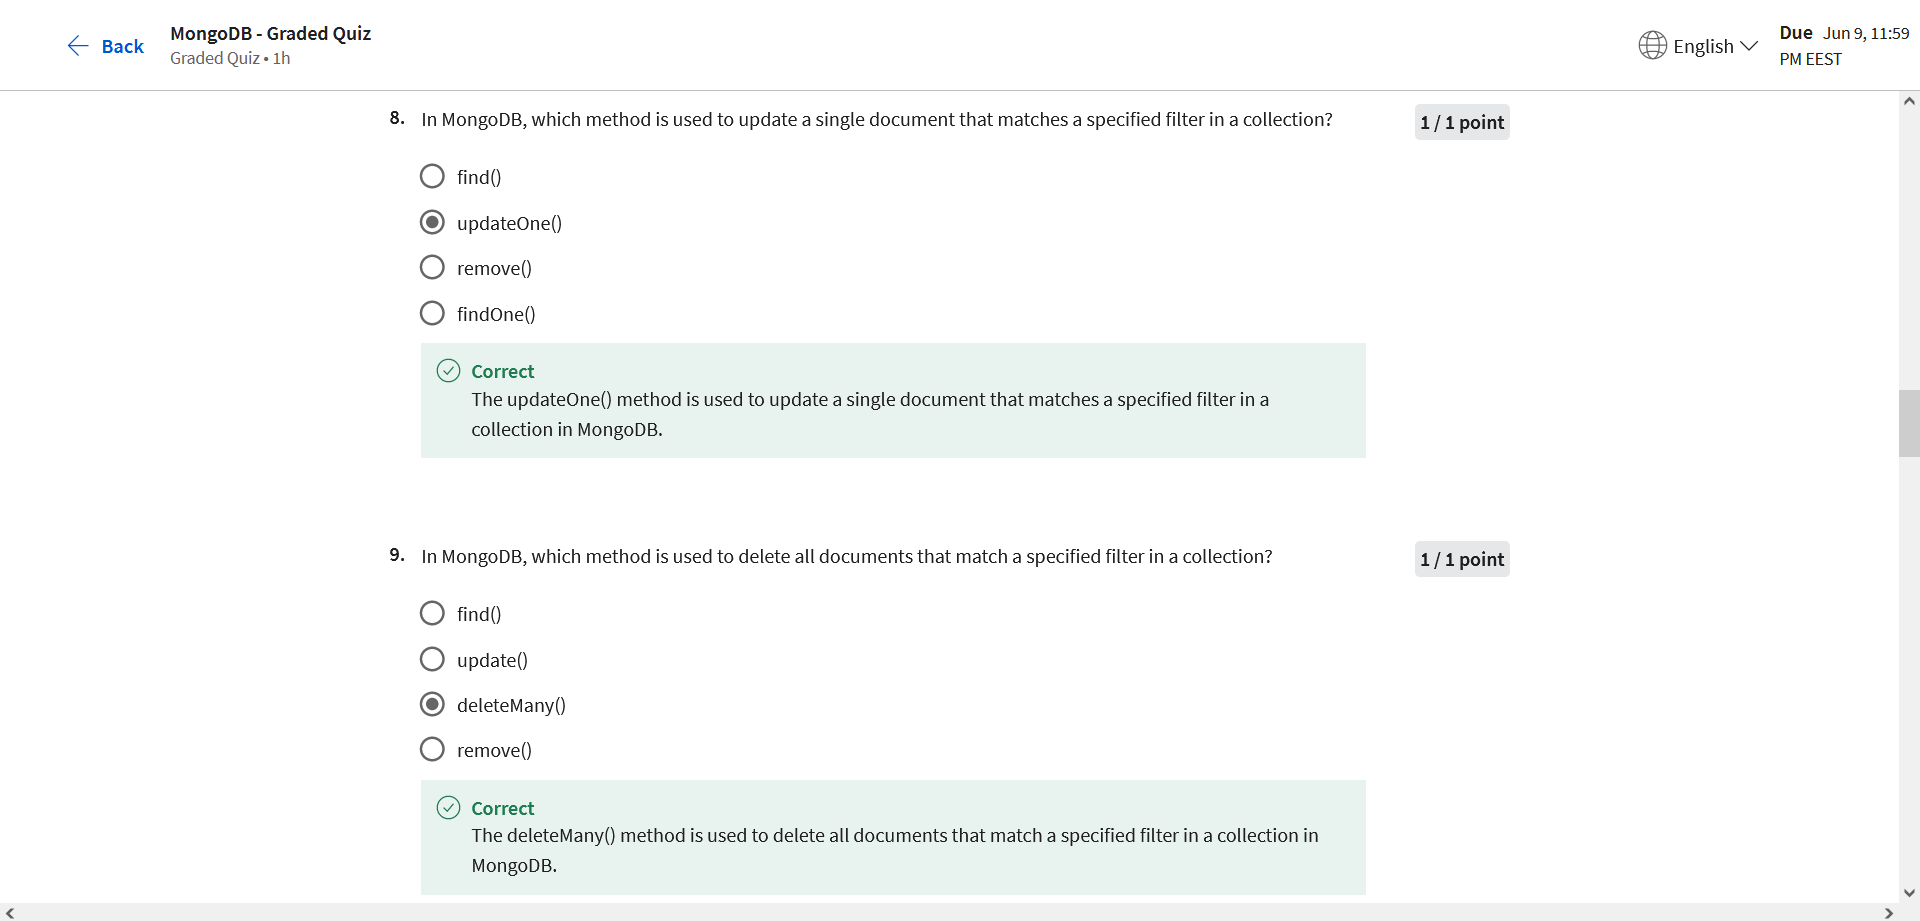 Back
MongoDB - Graded Quiz
Graded Quiz • 1h
English
Due Jun 9, 11:59
PM EEST
8. In MongoDB, which method is used to update a single document that matches a specified filter in a collection?
1 / 1 point
find()
updateOne()
remove()
findOne()
Correct
The updateOne() method is used to update a single document that matches a specified filter in a
collection in MongoDB.
9. In MongoDB, which method is used to delete all documents that match a specified filter in a collection?
1 / 1 point
find()
update()
deleteMany()
remove()
Correct
The deleteMany() method is used to delete all documents that match a specified filter in a collection in
MongoDB.